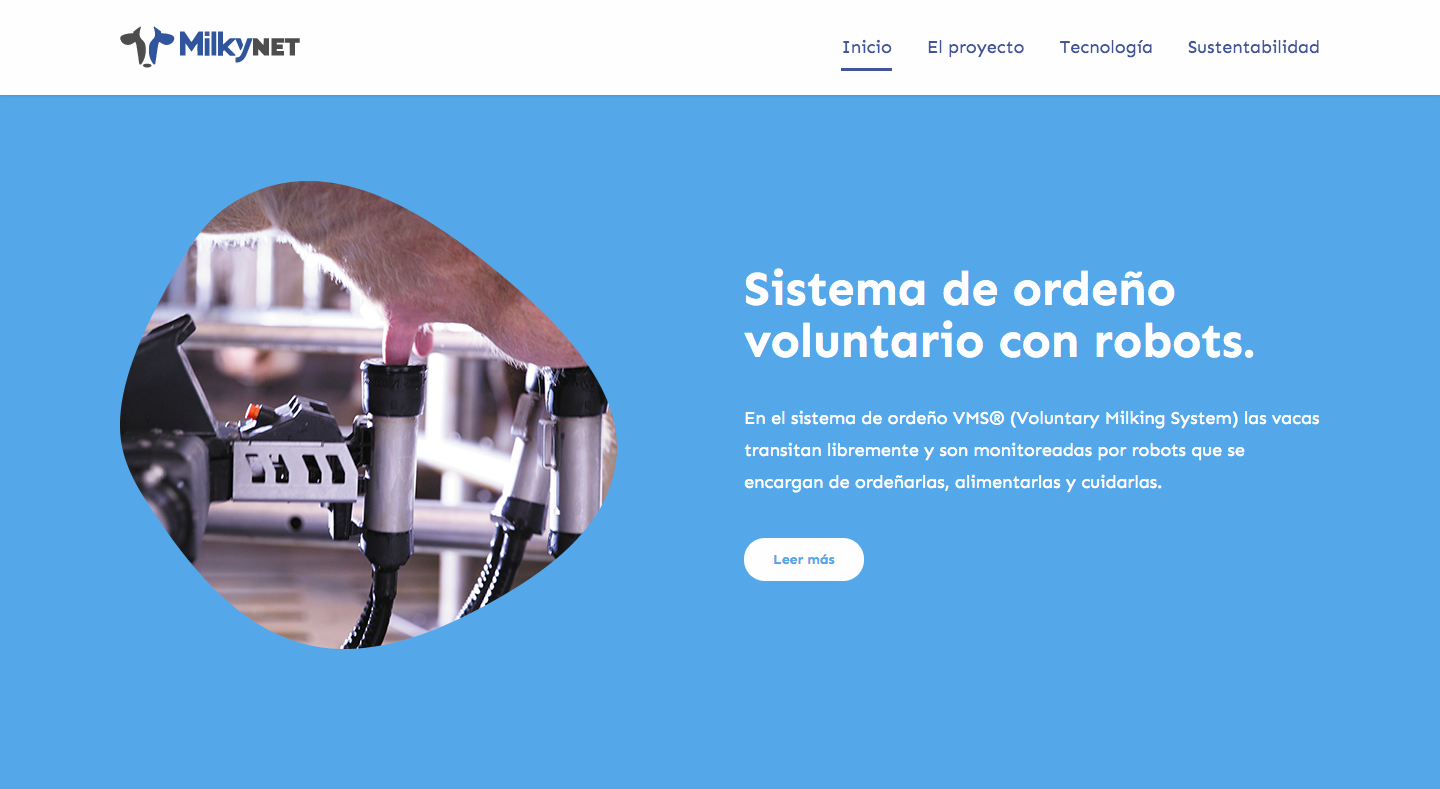 MilkyNET
Inicio El proyecto Tecnología Sustentabilidad
Sistema de ordeño
voluntario con robots.
En el sistema de ordeño VMS® (Voluntary Milking System) las vacas
transitan libremente y son monitoreadas por robots que se
encargan de ordeñarlas, alimentarlas y cuidarlas.
Leer más